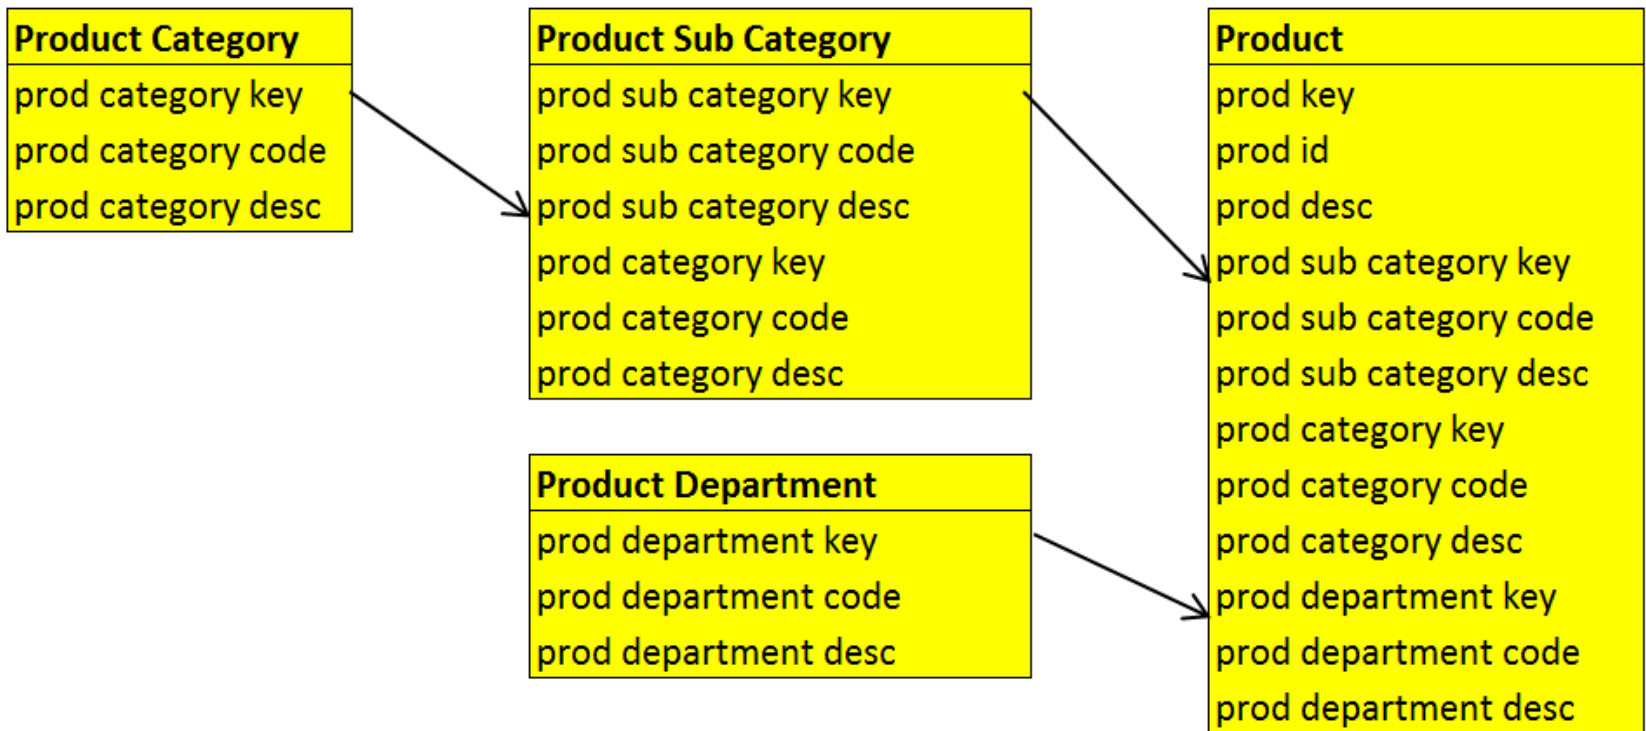 Product Category
prod category key
prod category code
prod category desc
Product Sub Category
prod sub category key
prod sub category code
prod sub category desc
prod category key
prod category code
prod category desc
Product Department
prod department key
prod department code
prod department desc
Product
prod key
prod id
prod desc
prod sub category key
prod sub category code
prod sub category desc
prod category key
prod category code
prod category desc
prod department key
prod department code
prod department desc